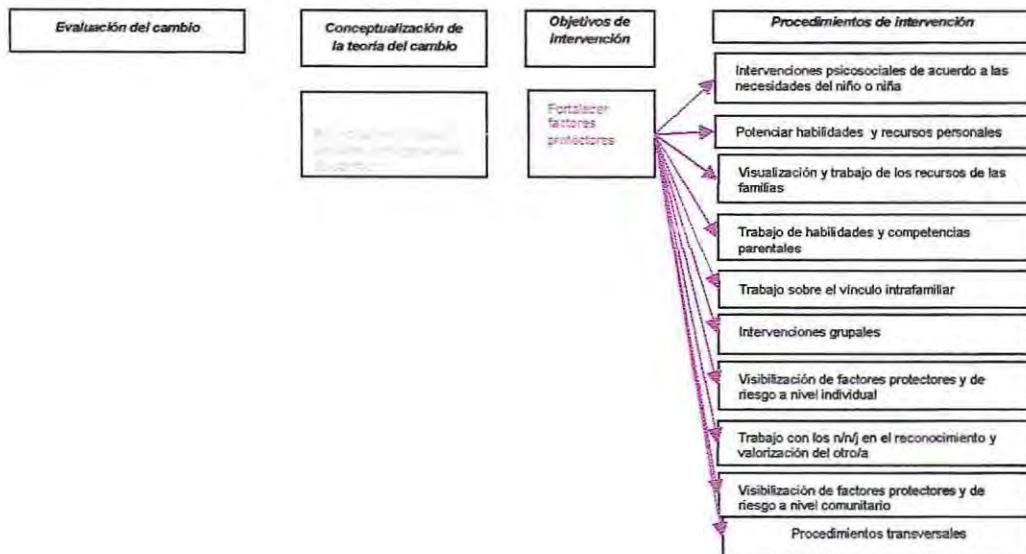 Evaluación del cambio
Conceptualización de
la teoría del cambio
Objetivos de
intervención
Procedimientos de intervención
Fortalecer
factores
protectores
Intervenciones psicosociales de acuerdo a las
necesidades del niño o niña
Potenciar habilidades y recursos personales
Visualización y trabajo de los recursos de las
familias
Trabajo de habilidades y competencias
parentales
Trabajo sobre el vínculo intrafamiliar
Intervenciones grupales
Visibilización de factores protectores y de
riesgo a nivel individual
Trabajo con los n/n/j en el reconocimiento y
valorización del otro/a
Visibilización de factores protectores y de
riesgo a nivel comunitario
Procedimientos transversales